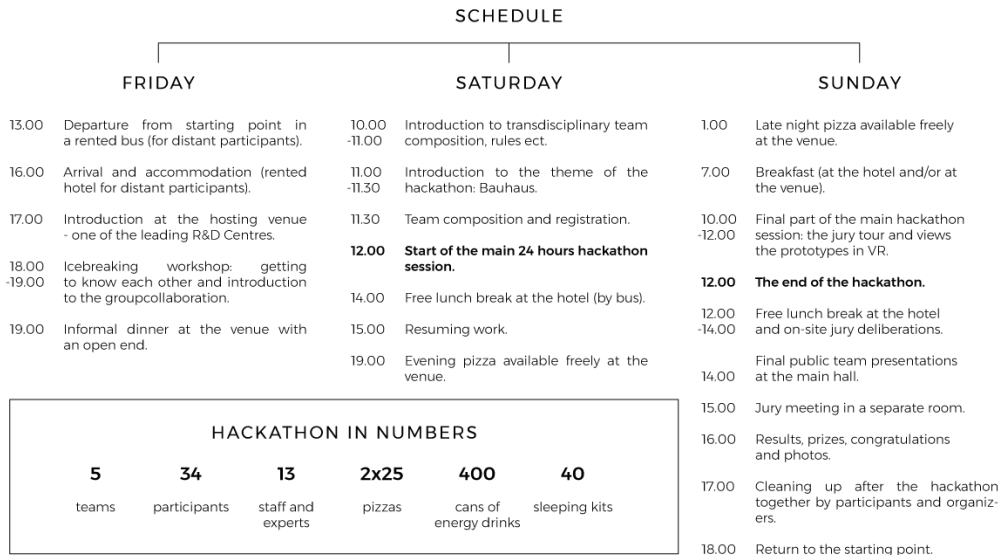 SCHEDULE
FRIDAY
13.00 Departure from starting point in
a rented bus (for distant participants).
16.00 Arrival and accommodation (rented
hotel for distant participants).
17.00 Introduction at the hosting venue
- one of the leading R&D Centres.
18.00 Icebreaking workshop: getting
-19.00 to know each other and introduction
to the groupcollaboration.
19.00 Informal dinner at the venue with
an open end.
SATURDAY
10.00 Introduction to transdisciplinary team
-11.00 composition, rules ect.
11.00 Introduction to the theme of the
-11.30 hackathon: Bauhaus.
11.30 Team composition and registration.
12.00 Start of the main 24 hours hackathon
session.
14.00 Free lunch break at the hotel (by bus).
15.00 Resuming work.
19.00 Evening pizza available freely at the
venue.
SUNDAY
1.00 Late night pizza available freely
at the venue.
7.00 Breakfast (at the hotel and/or at
the venue).
10.00 Final part of the main hackathon
-12.00 session: the jury tour and views
the prototypes in VR.
12.00 The end of the hackathon.
12.00 Free lunch break at the hotel
-14.00 and on-site jury deliberations.
Final public team presentations
14.00 at the main hall.
15.00 Jury meeting in a separate room.
16.00 Results, prizes, congratulations
and photos.
17.00 Cleaning up after the hackathon
together by participants and organiz-
ers.
18.00 Return to the starting point.
HACKATHON IN NUMBERS
5 34 13 2x25 400 40
teams participants staff and pizzas cans of sleeping kits
experts energy drinks